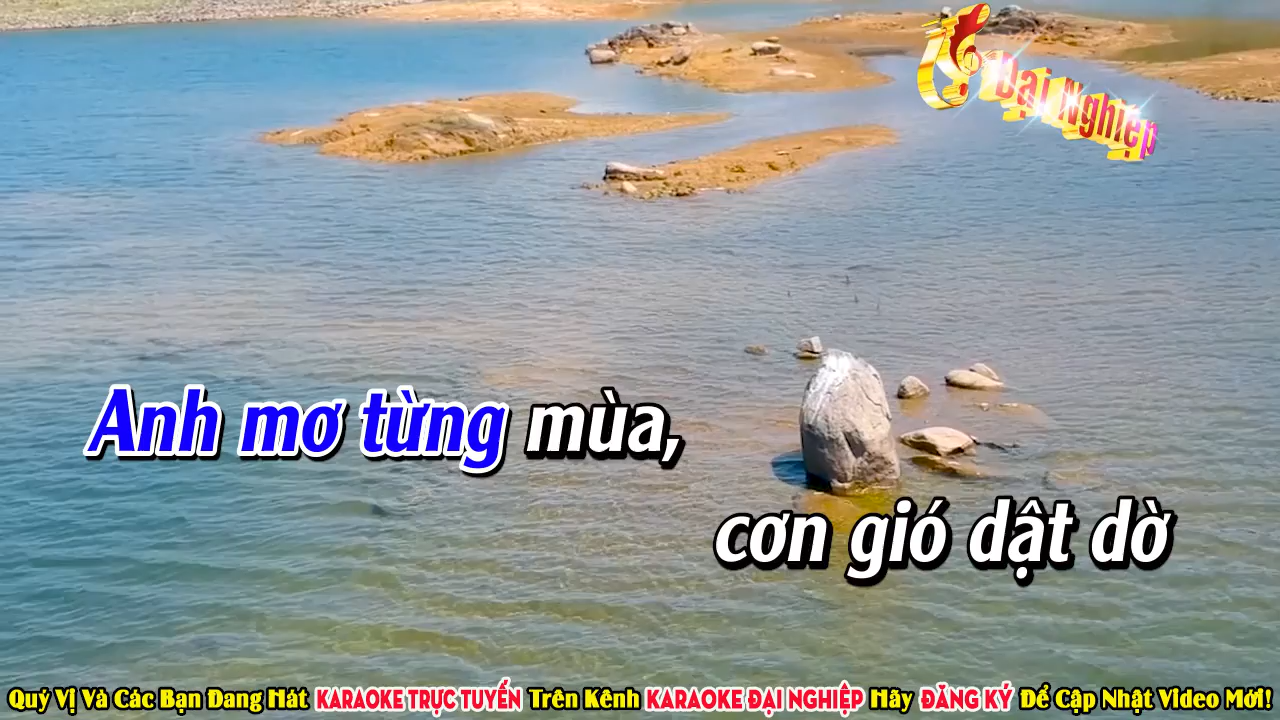 Đại Nghiệp
Anh mơ từng mùa,
cơn gió dật dờ
Quý Vị Và Các Bạn Đang Hát KARAOKE TRỰC TUYẾN Trên Kênh KARAOKE ĐẠI NGHIỆP Hãy ĐĂNG KÝ Để Cập Nhật Video Mới!